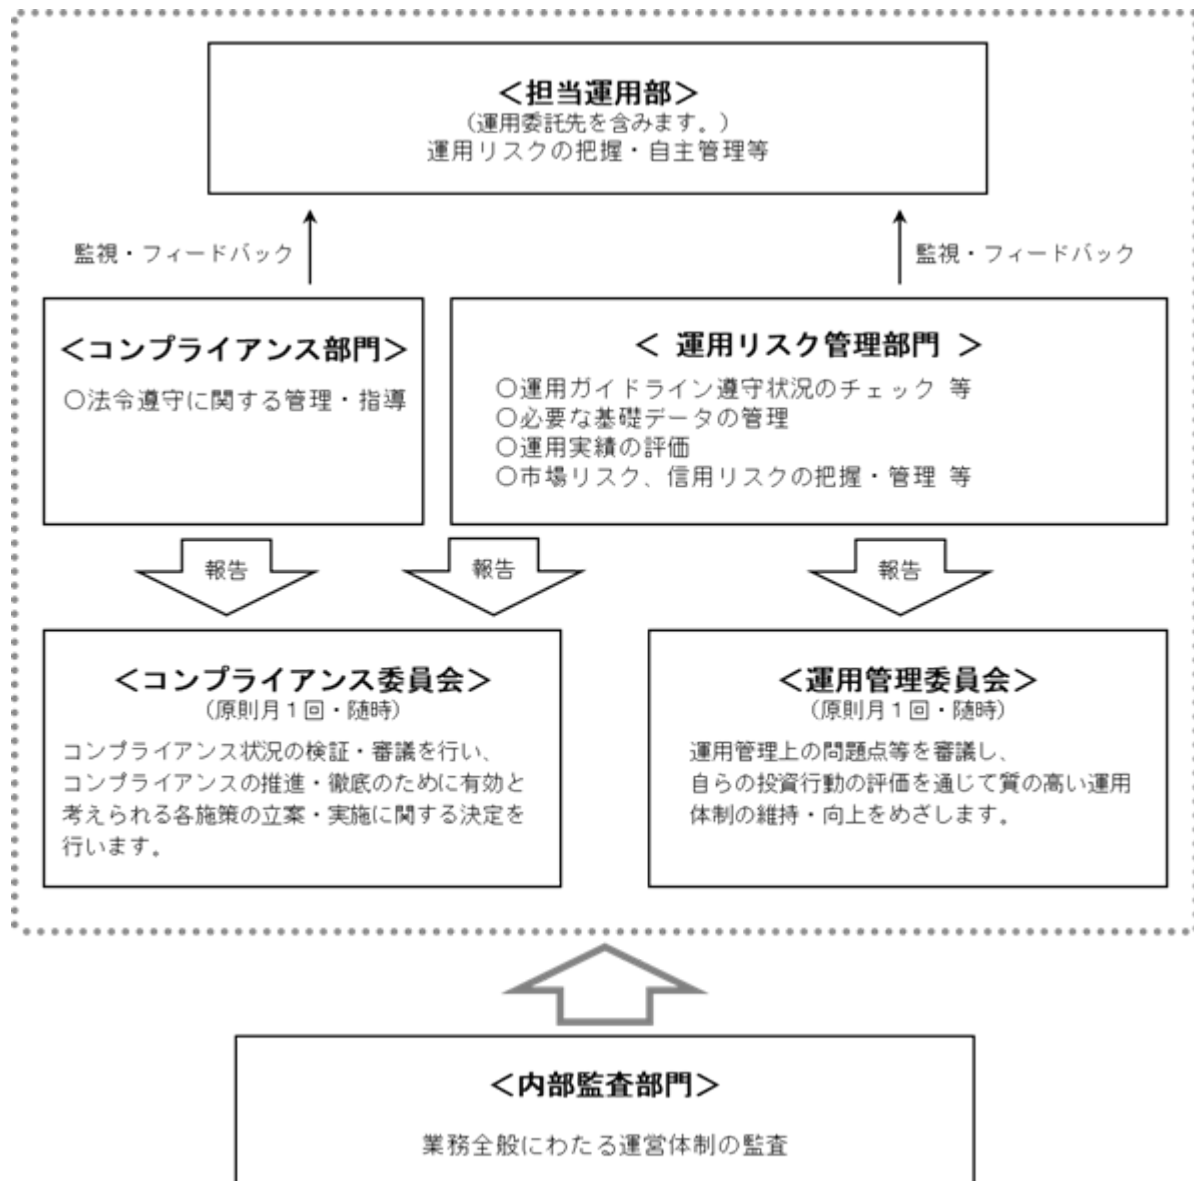 ＜担当運用部＞
（運用委託先を含みます。）
運用リスクの把握・自主管理等
監視・フィードバック
監視・フィードバック
＜コンプライアンス部門＞
○法令遵守に関する管理・指導
＜ 運用リスク管理部門 ＞
○運用ガイドライン遵守状況のチェック 等
○必要な基礎データの管理
○運用実績の評価
○市場リスク、信用リスクの把握・管理 等
報告
報告
報告
＜コンプライアンス委員会＞
（原則月１回・随時）
コンプライアンス状況の検証・審議を行い、
コンプライアンスの推進・徹底のために有効と
考えられる各施策の立案・実施に関する決定を
行います。
＜運用管理委員会＞
（原則月１回・随時）
運用管理上の問題点等を審議し、
自らの投資行動の評価を通じて質の高い運用
体制の維持・向上をめざします。
＜内部監査部門＞
業務全般にわたる運営体制の監査